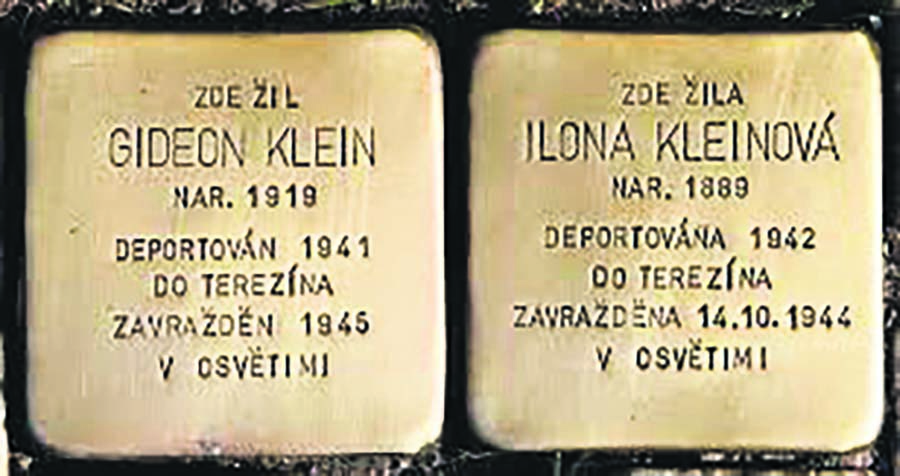 ZDE ŽIL
GIDEON KLEIN
NAR. 1919
DEPORTOVÁN 1941
DO TEREZÍNA
ZAVRAŽDĚN 1945
V OSVĚTIMI
ZDE ŽILA
ILONA KLEINOVÁ
NAR. 1889
DEPORTOVÁNA 1942
DO TEREZÍNA
ZAVRAŽDĚNA 14.10.1944
V OSVĚTIMI